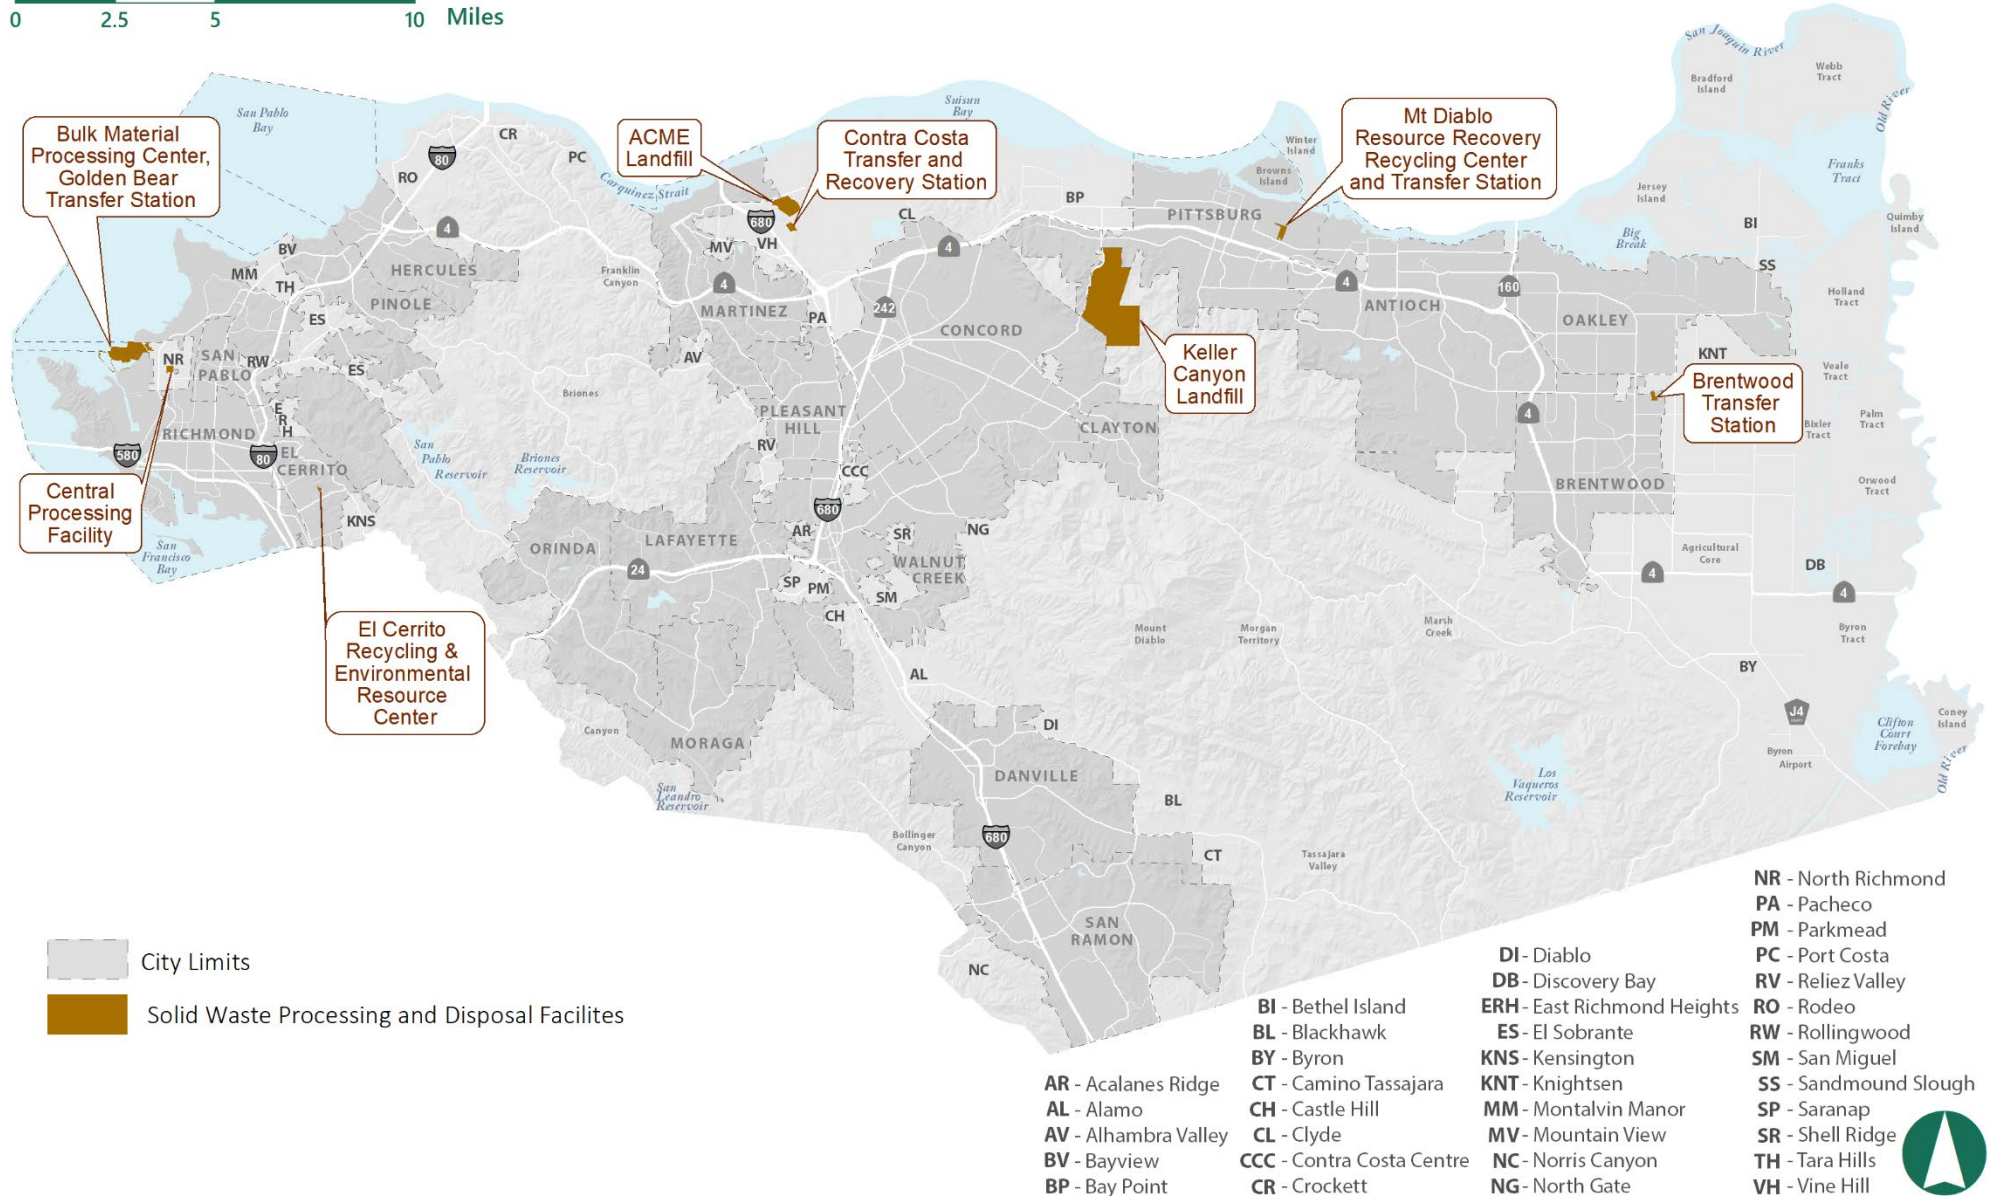 0 2.5 5 10 Miles
San Joaquin River
Bradford
Island
Webb
Tract
Old River
San Pablo
Bay
Suisun
Bay
Bulk Material
Processing Center,
Golden Bear
Transfer Station
ACME
Landfill
Contra Costa
Transfer and
Recovery Station
Mt Diablo
Resource Recovery
Recycling Center
and Transfer Station
CR
80
PC
RO
Carquinez Strait
Winter
Island
Browns
Island
Franks
Tract
Jersey
Island
Quimby
Island
BP
PITTSBURG
CL
680
VH
MV
4
BV
4
HERCULES
MM
TH
PINOLE
Franklin
Canyon
4
Big
Break
BI
SS
Holland
Tract
4
160
ANTIOCH
OAKLEY
MARTINEZ
PA
242
CONCORD
ES
NR
SAN
PABLO
RW
ES
AV
Keller
Canyon
Landfill
KNT
Brentwood
Transfer
Station
Veale
Tract
Palm
Tract
Bixler
Tract
Briones
PLEASANT
HILL
CLAYTON
4
E
R
H
RICHMOND
580
80
EL
CERRITO
San
Pablo
Reservoir
Briones
Reservoir
RV
CCC
BRENTWOOD
Orwood
Tract
Central
Processing
Facility
KNS
680
San
Francisco
Bay
ORINDA
LAFAYETTE
AR
SR
NG
WALNUT
CREEK
Agricultural
Core
24
SP
PM
SM
CH
4
DB
4
El Cerrito
Recycling &
Environmental
Resource
Center
Mount
Diablo
Morgan
Territory
Marsh
Creek
Byron
Tract
AL
BY
Canyon
MORAGA
DI
J4
Coney
Island
Clifton
Court
Forebay
Byron
Airport
Old River
DANVILLE
San
Leandro
Reservoir
Los
Vaqueros
Reservoir
BL
Bollinger
Canyon
680
CT
Tassajara
Valley
SAN
RAMON
NC
City Limits
Solid Waste Processing and Disposal Facilites
AR - Acalanes Ridge
AL - Alamo
AV - Alhambra Valley
BV - Bayview
BP - Bay Point
BI - Bethel Island
BL - Blackhawk
BY - Byron
CT - Camino Tassajara
CH - Castle Hill
CL - Clyde
CCC - Contra Costa Centre
CR - Crockett
DI - Diablo
DB - Discovery Bay
ERH - East Richmond Heights
ES - El Sobrante
KNS - Kensington
KNT - Knightsen
MM - Montalvin Manor
MV - Mountain View
NC - Norris Canyon
NG - North Gate
NR - North Richmond
PA - Pacheco
PM - Parkmead
PC - Port Costa
RV - Reliez Valley
RO - Rodeo
RW - Rollingwood
SM - San Miguel
SS - Sandmound Slough
SP - Saranap
SR - Shell Ridge
TH - Tara Hills
VH - Vine Hill